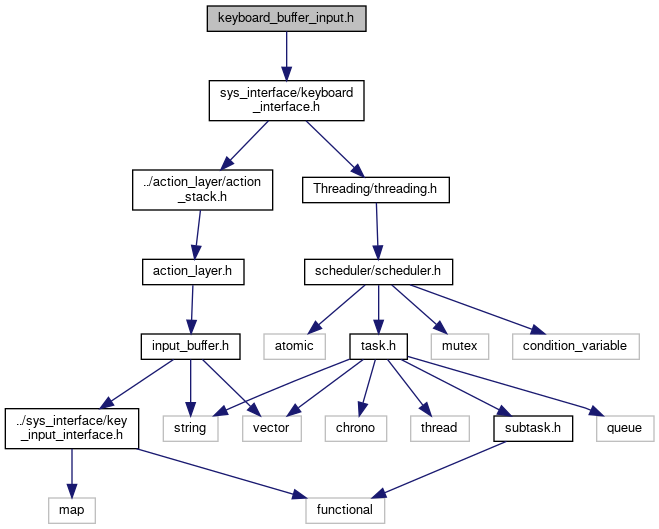 keyboard_buffer_input.h
sys_interface/keyboard
_interface.h
../action_layer/action
_stack.h
Threading/threading.h
action_layer.h
scheduler/scheduler.h
input_buffer.h
atomic
task.h
mutex
condition_variable
../sys_interface/key
_input_interface.h
string
vector
chrono
thread
subtask.h
queue
map
functional